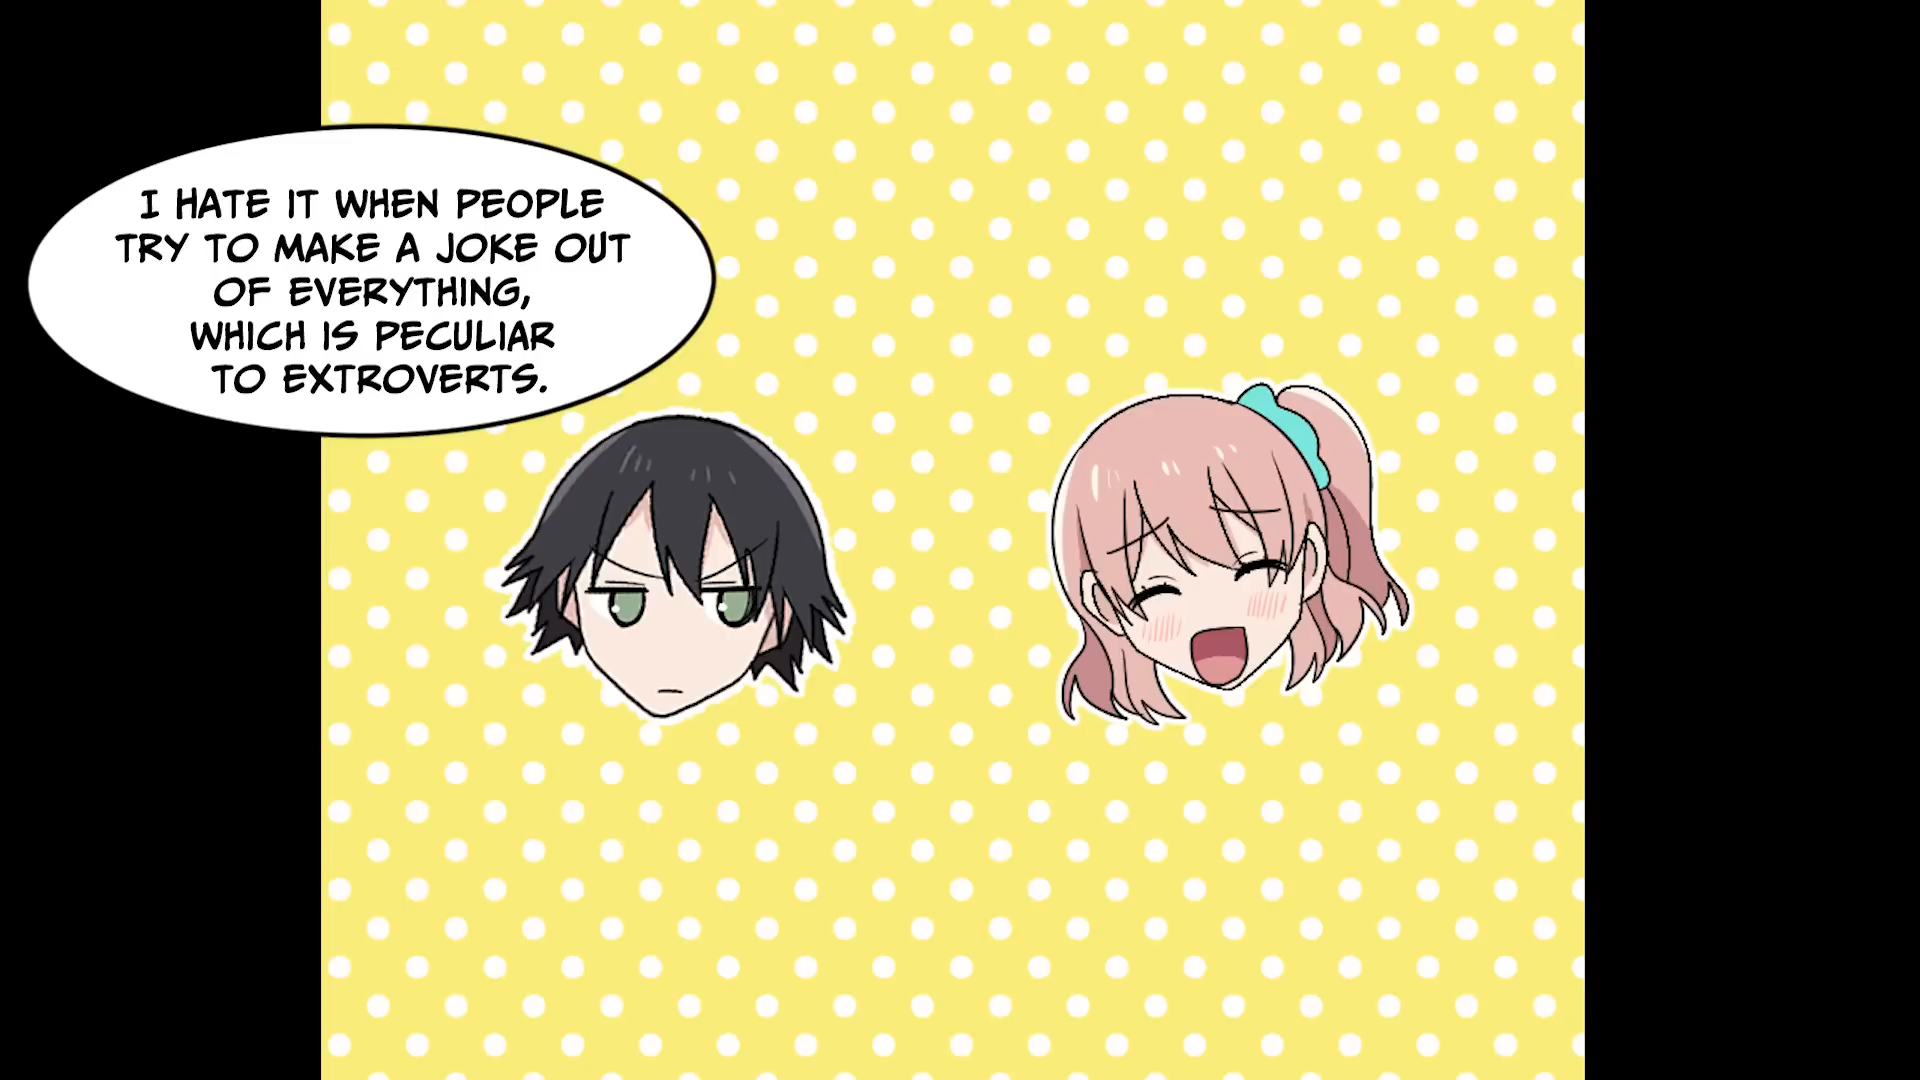 I HATE IT WHEN PEOPLE
TRY TO MAKE A JOKE OUT
OF EVERYTHING,
WHICH IS PECULIAR
TO EXTROVERTS.